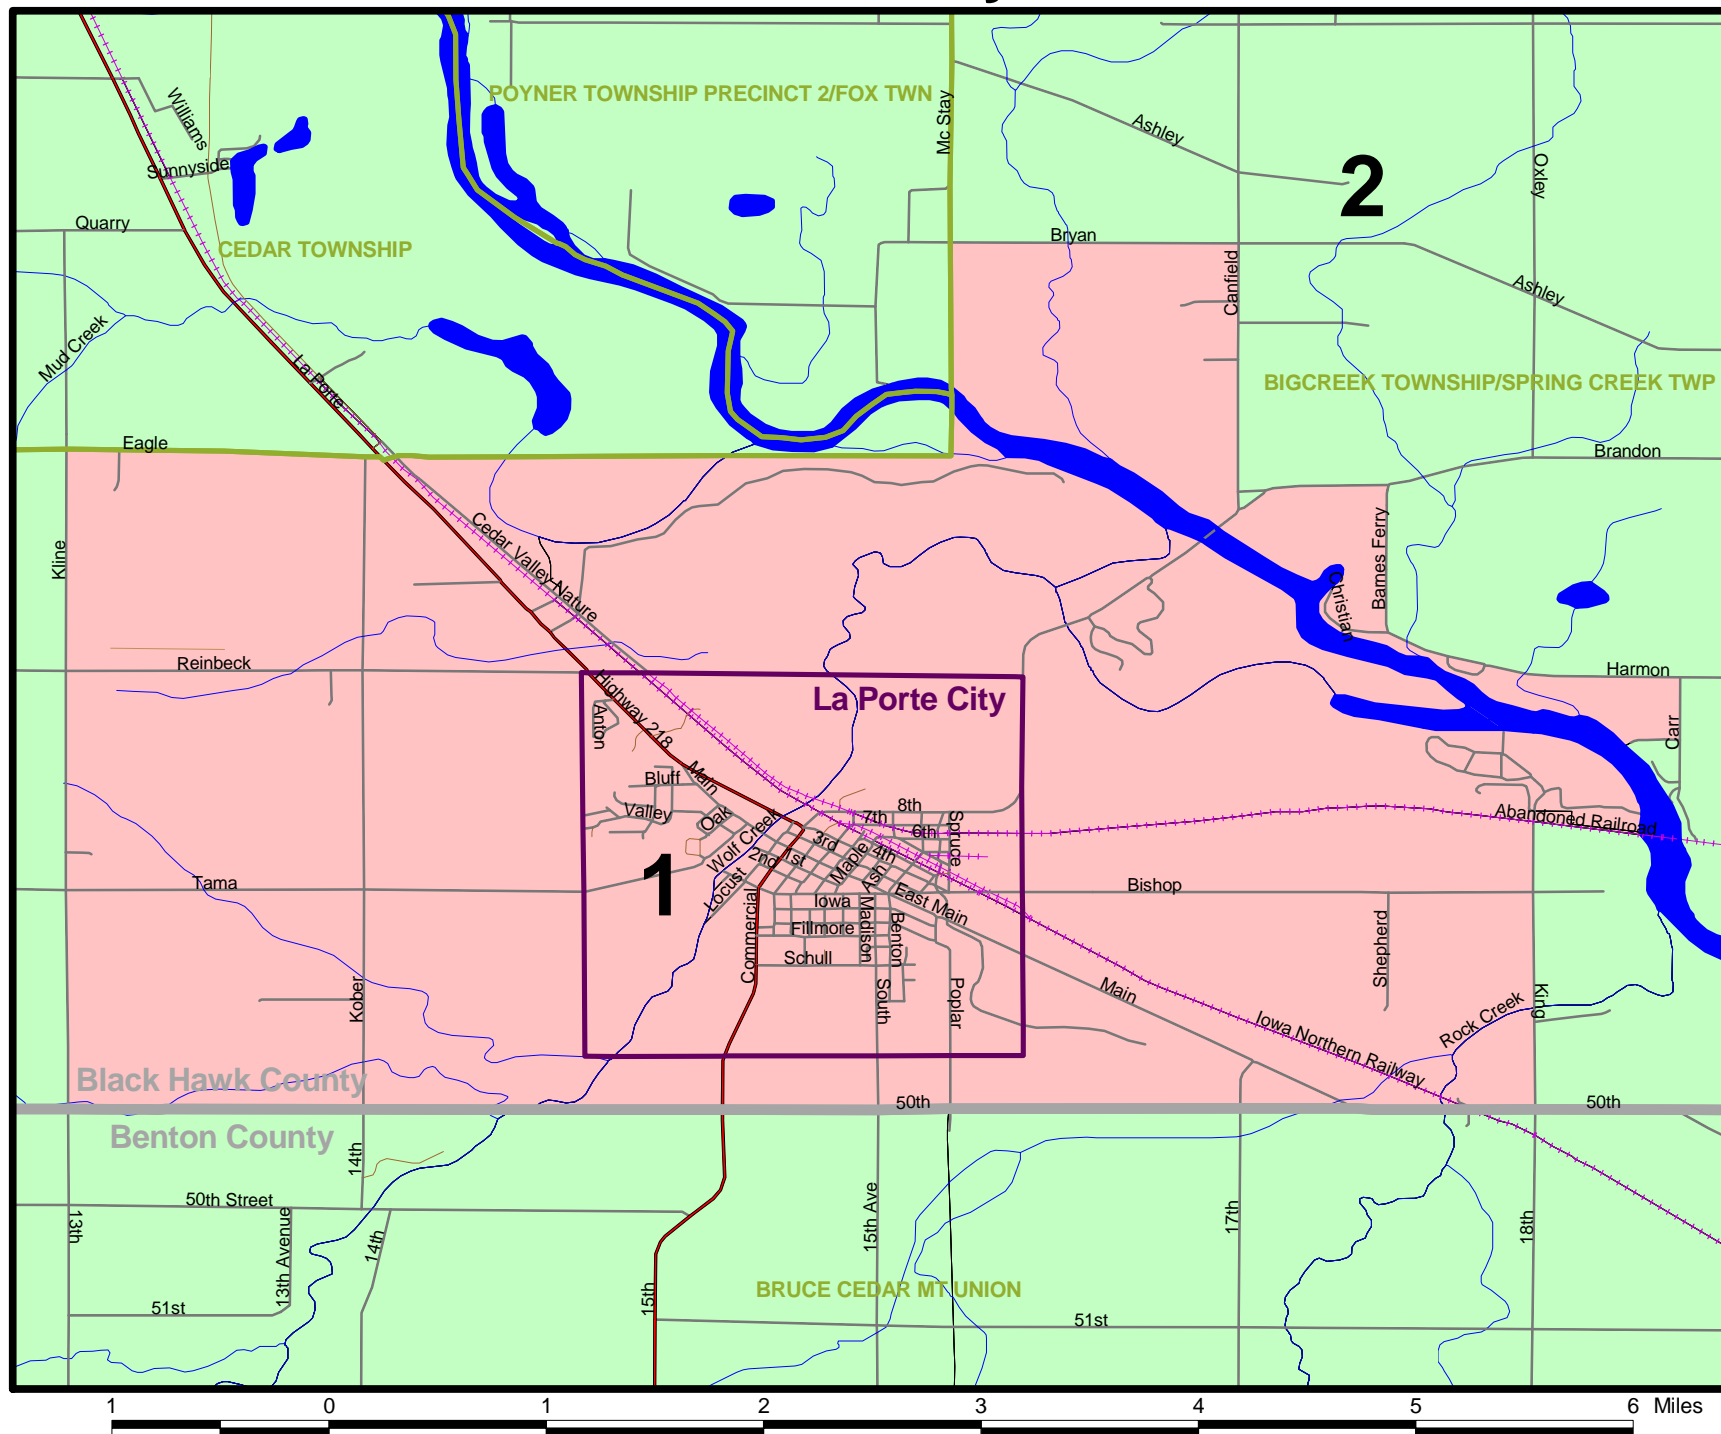 POYNER TOWNSHIP PRECINCT 2/FOX TWN
Mc Stay
Williams
Ashley
2
Oxley
Sunnyside
Quarry
CEDAR TOWNSHIP
Bryan
Canfield
Ashley
Mud Creek
La Porte
BIGCREEK TOWNSHIP/SPRING CREEK TWP
Eagle
Brandon
Kline
Cedar Valley Nature
Barnes Ferry
Christian
Reinbeck
Harmon
Highway 218
La Porte City
Anton
Carr
Bluff
Main
Valley
Oak
8th
7th
6th
Spruce
Abandoned Railroad
Wolf Creek
3rd
4th
2nd
1st
Maple
Ash
1
Tama
Locust
Bishop
Iowa
East Main
Commercial
Fillmore
Madison
Benton
Shepherd
Schull
Kober
South
Poplar
Main
King
Rock Creek
Iowa Northern Railway
Black Hawk County
50th
50th
Benton County
14th
50th Street
13th
13th Avenue
14th
15th Ave
17th
18th
15th
BRUCE CEDAR MT UNION
51st
51st
1 0 1 2 3 4 5 6 Miles